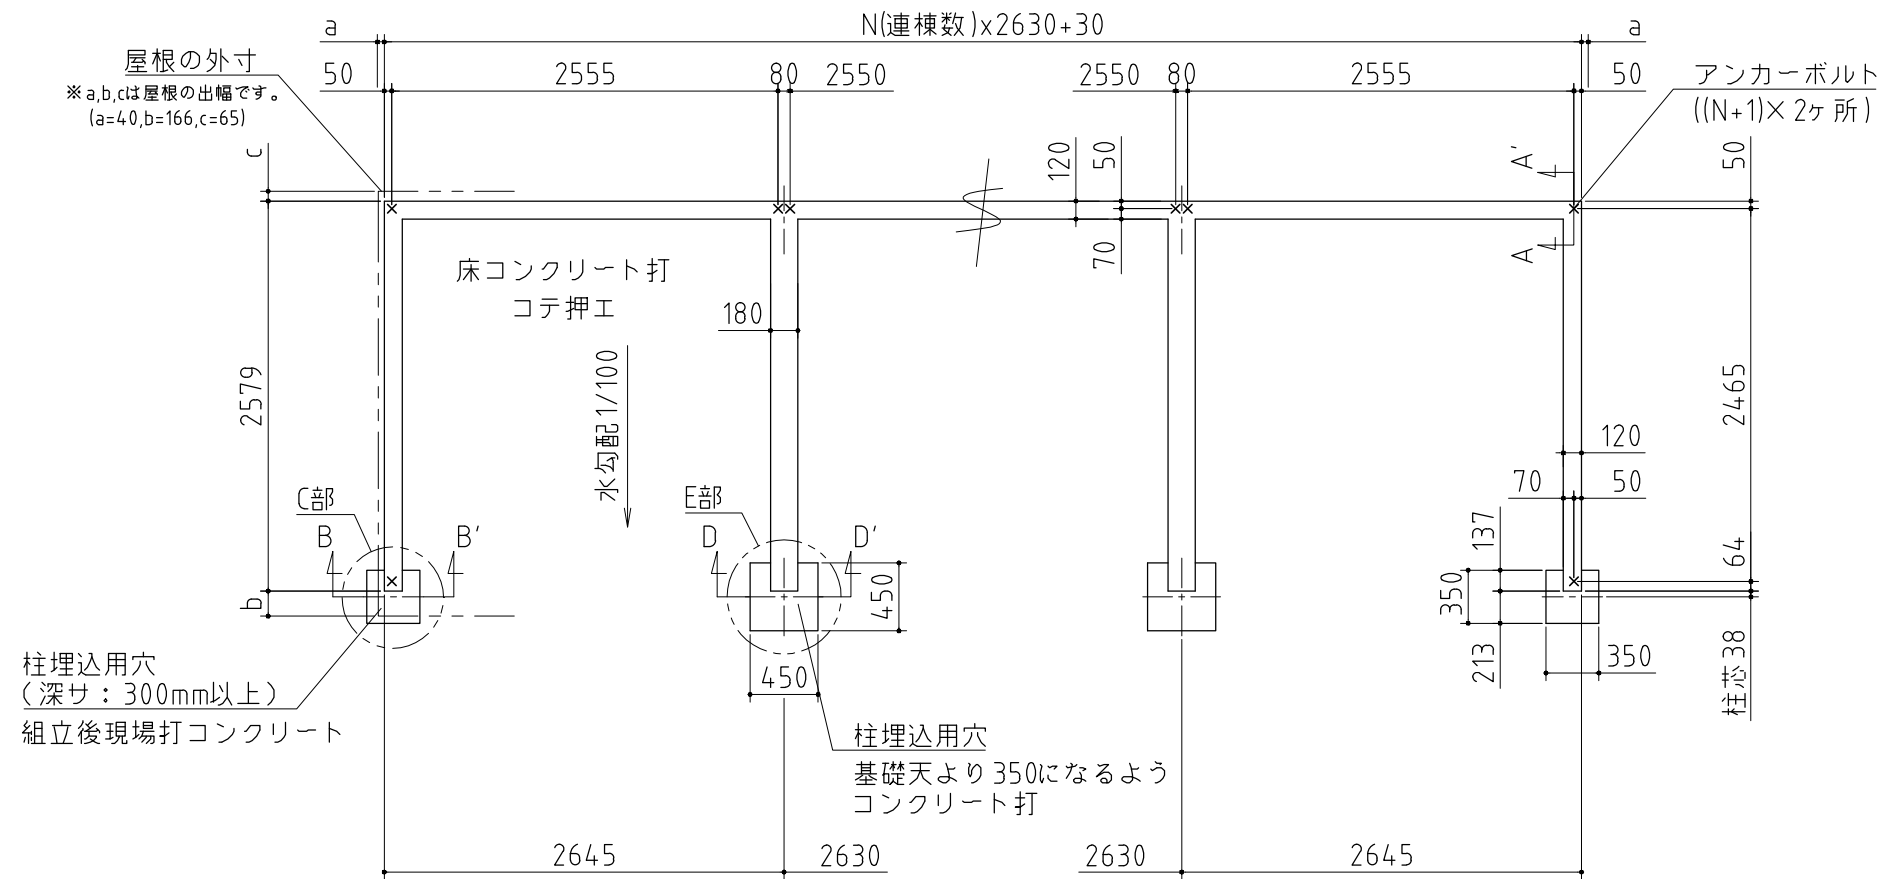 a
N(連棟数)x2630+30
a
屋根の外寸
※a,b,cは屋根の出幅です。
(a=40,b=166,c=65)
50
2555
80
2550
2550
80
2555
50
アンカーボルト
((N+1)×2ヶ所)
c
120
50
70
A'
A
50
床コンクリート打
コテ押エ
180
2579
水勾配1/100
2465
120
70
50
C部
B
B'
E部
D
D'
450
450
137
350
213
350
64
柱芯38
b
柱埋込用穴
(深サ：300mm以上)
組立後現場打コンクリート
柱埋込用穴
基礎天より350になるよう
コンクリート打
2645
2630
2630
2645